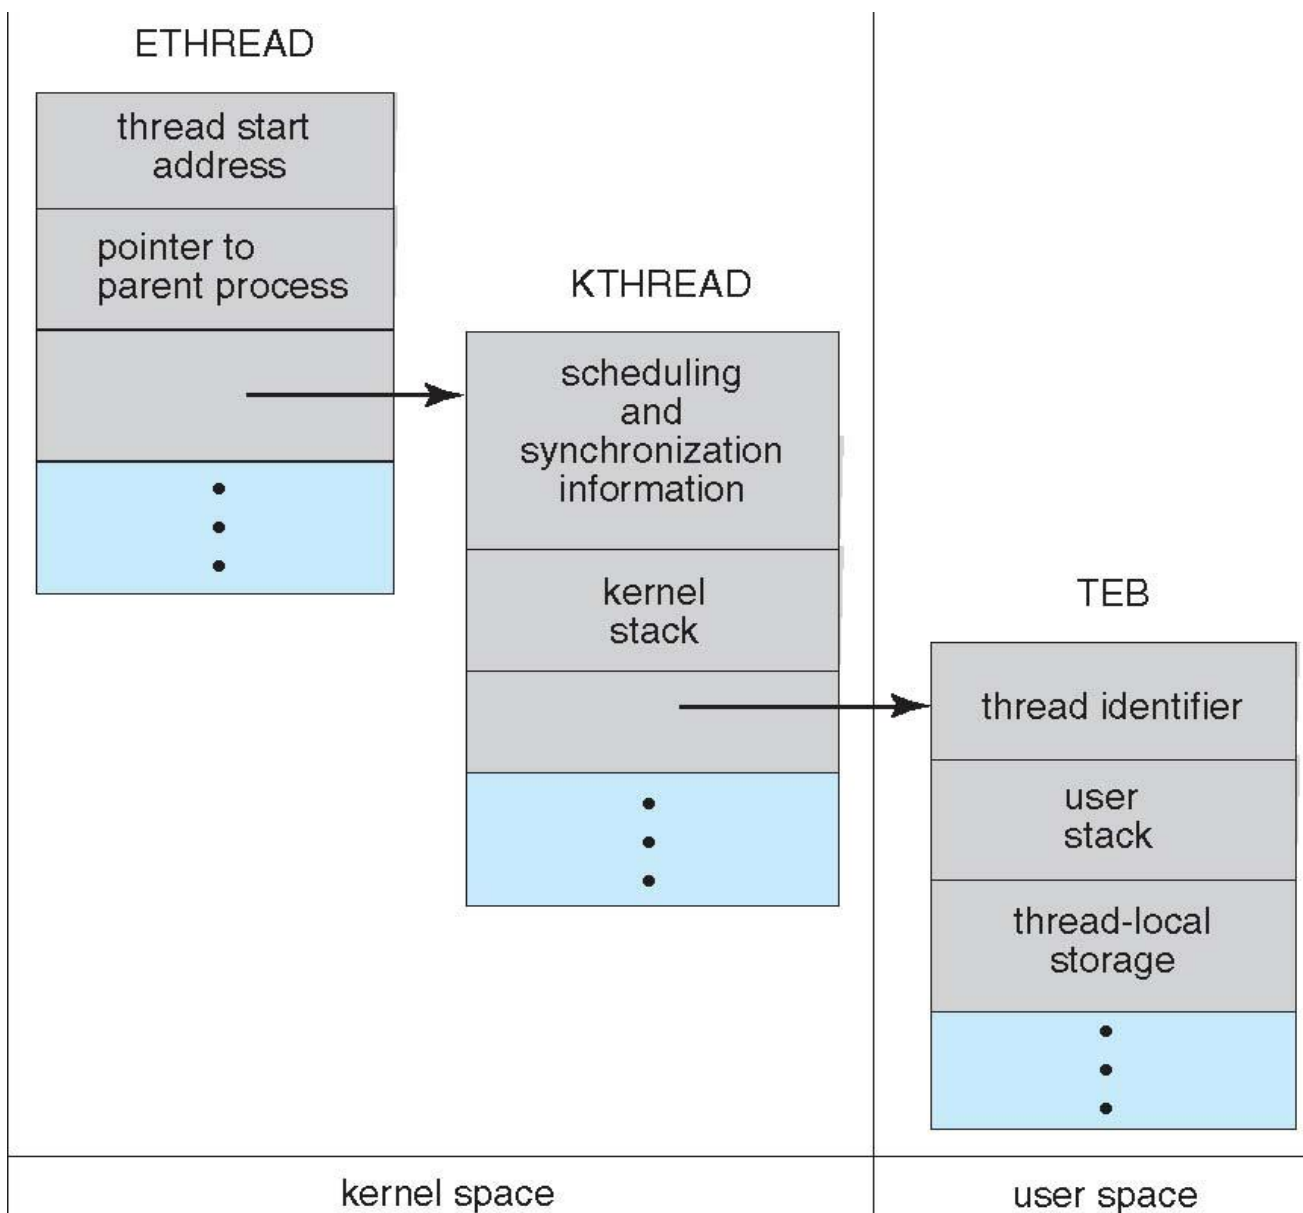 ETHREAD
thread start
address
pointer to
parent process
KTHREAD
scheduling
and
synchronization
information
kernel
stack
TEB
thread identifier
user
stack
thread-local
storage
kernel space
user space